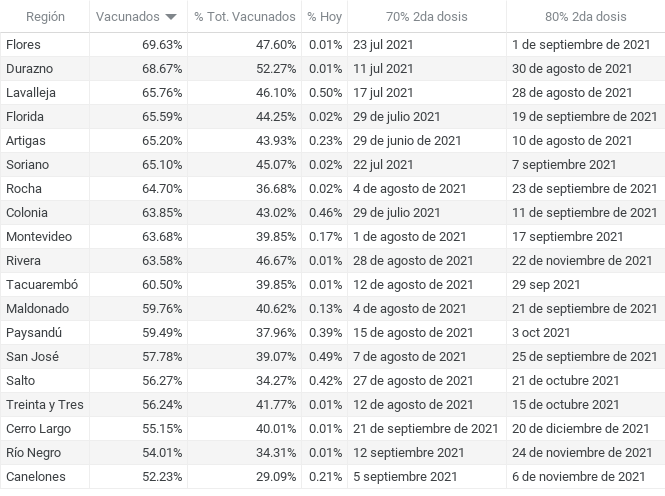 Región Vacunados % Tot. Vacunados % Hoy 70% 2da dosis 80% 2da dosis
Flores 69.63% 47.60% 0.01% 23 jul 2021 1 de septiembre de 2021
Durazno 68.67% 52.27% 0.01% 11 jul 2021 30 de agosto de 2021
Lavalleja 65.76% 46.10% 0.50% 17 jul 2021 28 de agosto de 2021
Florida 65.59% 44.25% 0.02% 29 de julio 2021 19 de septiembre de 2021
Artigas 65.20% 43.93% 0.23% 29 de junio de 2021 10 de agosto de 2021
Soriano 65.10% 45.07% 0.02% 22 jul 2021 7 septiembre 2021
Rocha 64.70% 36.68% 0.02% 4 de agosto de 2021 23 de septiembre de 2021
Colonia 63.85% 43.02% 0.46% 29 de julio 2021 11 de septiembre de 2021
Montevideo 63.68% 39.85% 0.17% 1 de agosto de 2021 17 septiembre 2021
Rivera 63.58% 46.67% 0.01% 28 de agosto de 2021 22 de noviembre de 2021
Tacuarembó 60.50% 39.85% 0.01% 12 de agosto de 2021 29 sep 2021
Maldonado 59.76% 40.62% 0.13% 4 de agosto de 2021 21 de septiembre de 2021
Paysandú 59.49% 37.96% 0.39% 15 de agosto de 2021 3 oct 2021
San José 57.78% 39.07% 0.49% 7 de agosto de 2021 25 de septiembre de 2021
Salto 56.27% 34.27% 0.42% 27 de agosto de 2021 21 de octubre 2021
Treinta y Tres 56.24% 41.77% 0.01% 12 de agosto de 2021 15 de octubre 2021
Cerro Largo 55.15% 40.01% 0.01% 21 de septiembre de 2021 20 de diciembre de 2021
Río Negro 54.01% 34.31% 0.01% 12 septiembre 2021 24 de noviembre de 2021
Canelones 52.23% 29.09% 0.21% 5 septiembre 2021 6 de noviembre de 2021